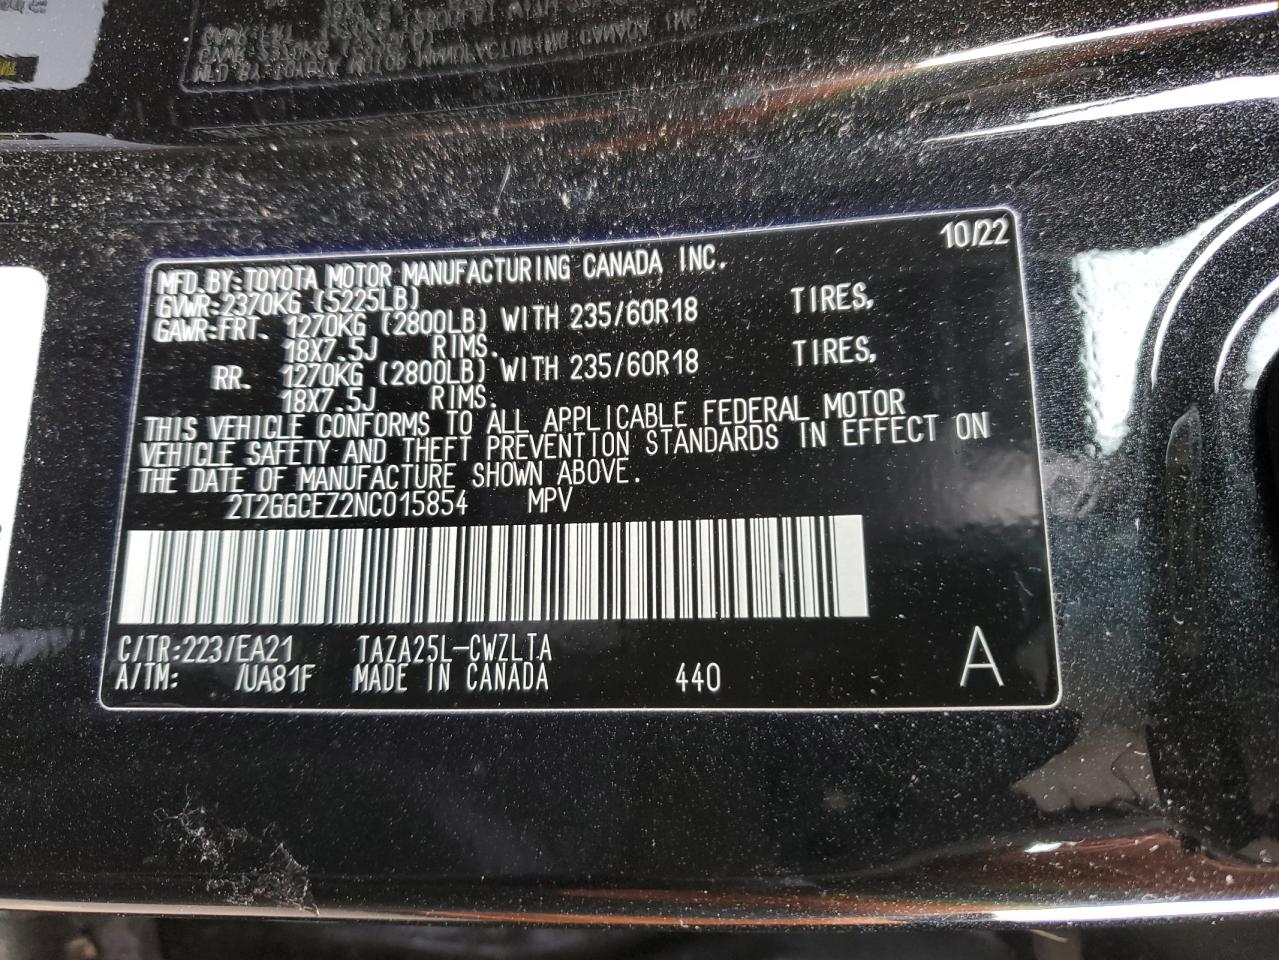 10/22
MFD.BY:TOYOTA MOTOR MANUFACTURING CANADA INC.
GVWR:2370KG (5225LB)
GAWR:FRT. 1270KG (2800LB) WITH 235/60R18 TIRES,
18X7.5J RIMS.
RR. 1270KG (2800LB) WITH 235/60R18 TIRES,
18X7.5J RIMS.
THIS VEHICLE CONFORMS TO ALL APPLICABLE FEDERAL MOTOR
VEHICLE SAFETY AND THEFT PREVENTION STANDARDS IN EFFECT ON
THE DATE OF MANUFACTURE SHOWN ABOVE.
2T2GGCEZ2NC015854 MPV
C/TR:223/EA21 TAZA25L-CWZLTA
A/TM: /UA81F MADE IN CANADA 440 A